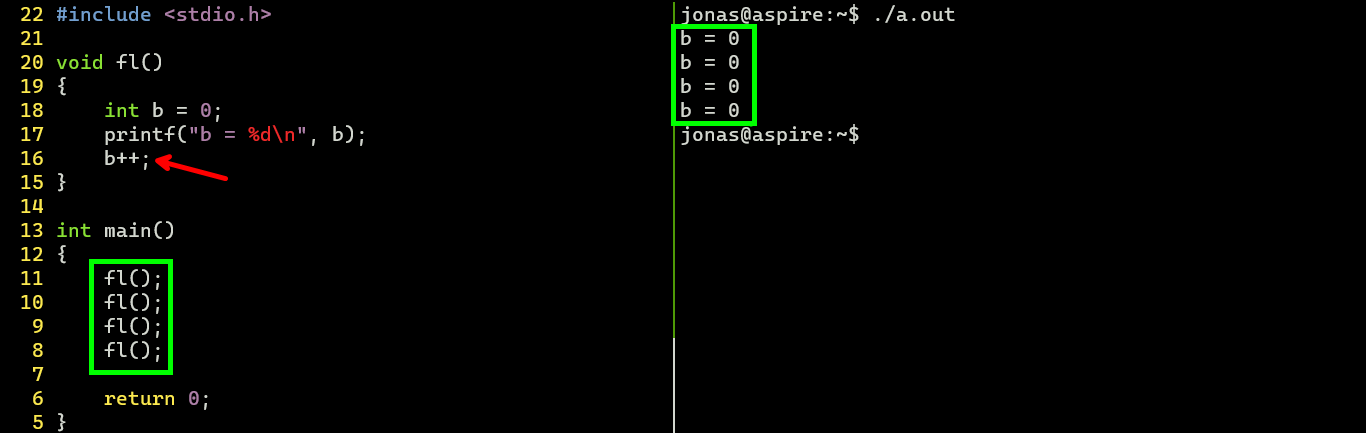 22 #include <stdio.h>
21
20 void fl()
19 {
18     int b = 0;
17     printf("b = %d\n", b);
16     b++;
15 }
14
13 int main()
12 {
11     fl();
10     fl();
 9     fl();
 8     fl();
 7
 6     return 0;
 5 }
jonas@aspire:~$ ./a.out
b = 0
b = 0
b = 0
b = 0
jonas@aspire:~$